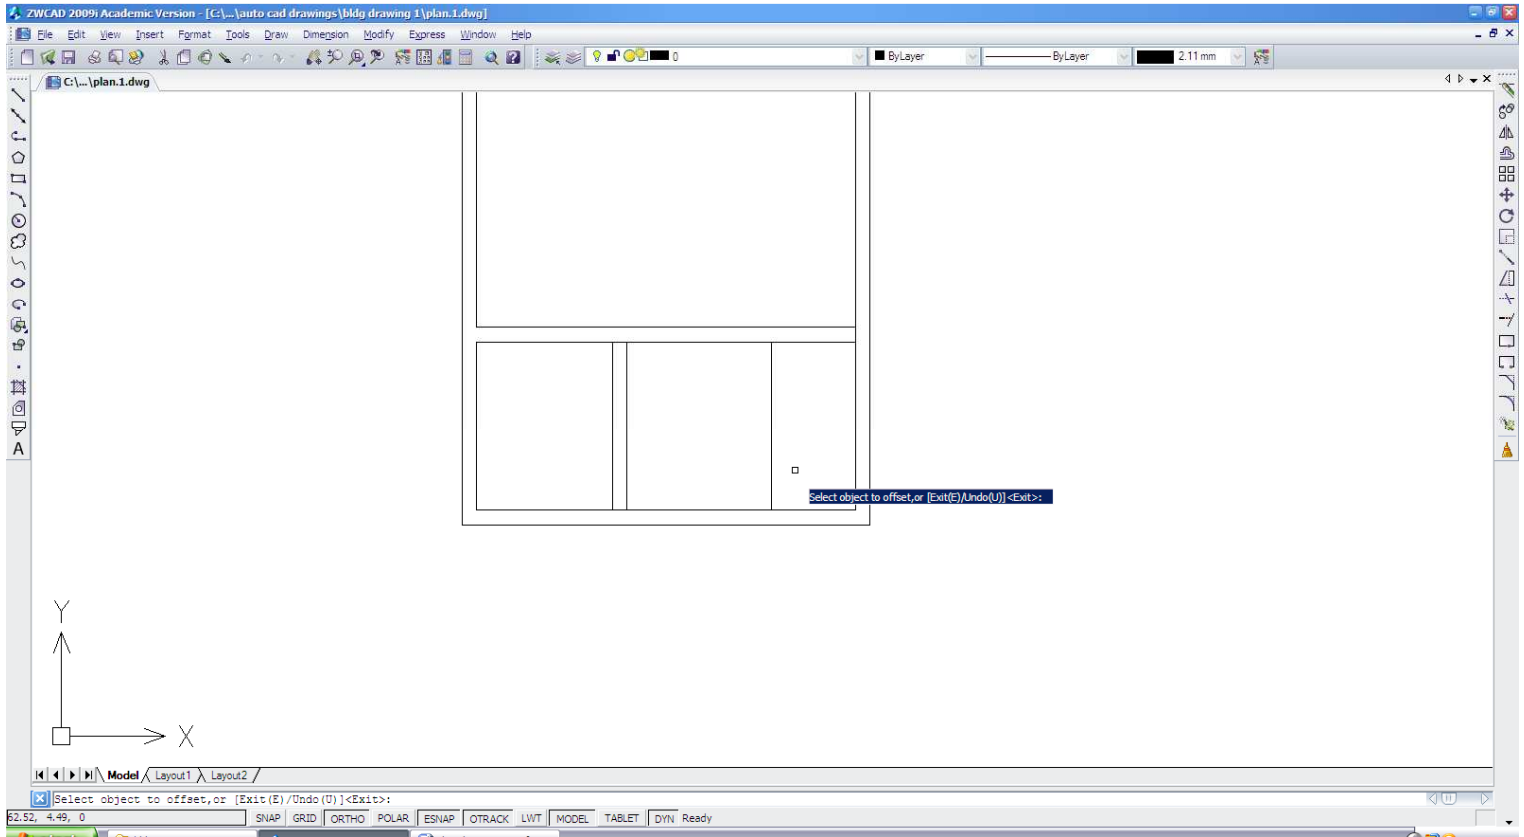 ZWCAD 2009i Academic Version - [C:\...\auto cad drawings\bldg drawing 1\plan.1.dwg]
File Edit View Insert Format Tools Draw Dimension Modify Express Window Help
0 ByLayer ByLayer 2.11 mm
C:\...\plan.1.dwg
A
Select object to offset,or [Exit(E)/Undo(U)]<Exit>:
Y
X
Model Layout1 Layout2
Select object to offset,or [Exit(E)/Undo(U)]<Exit>:
62.52, 4.49, 0 SNAP GRID ORTHO POLAR ESNAP OTRACK LWT MODEL TABLET DYN Ready